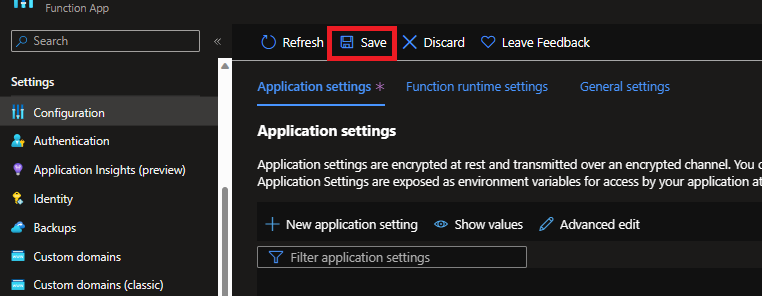 Function App
Search
«
Refresh
Save
Discard
Leave Feedback
Settings
Configuration
Authentication
Application Insights (preview)
Identity
Backups
Custom domains
Custom domains (classic)
Application settings *
Function runtime settings
General settings
Application settings
Application settings are encrypted at rest and transmitted over an encrypted channel. You
Application Settings are exposed as environment variables for access by your application at
New application setting
Show values
Advanced edit
Filter application settings